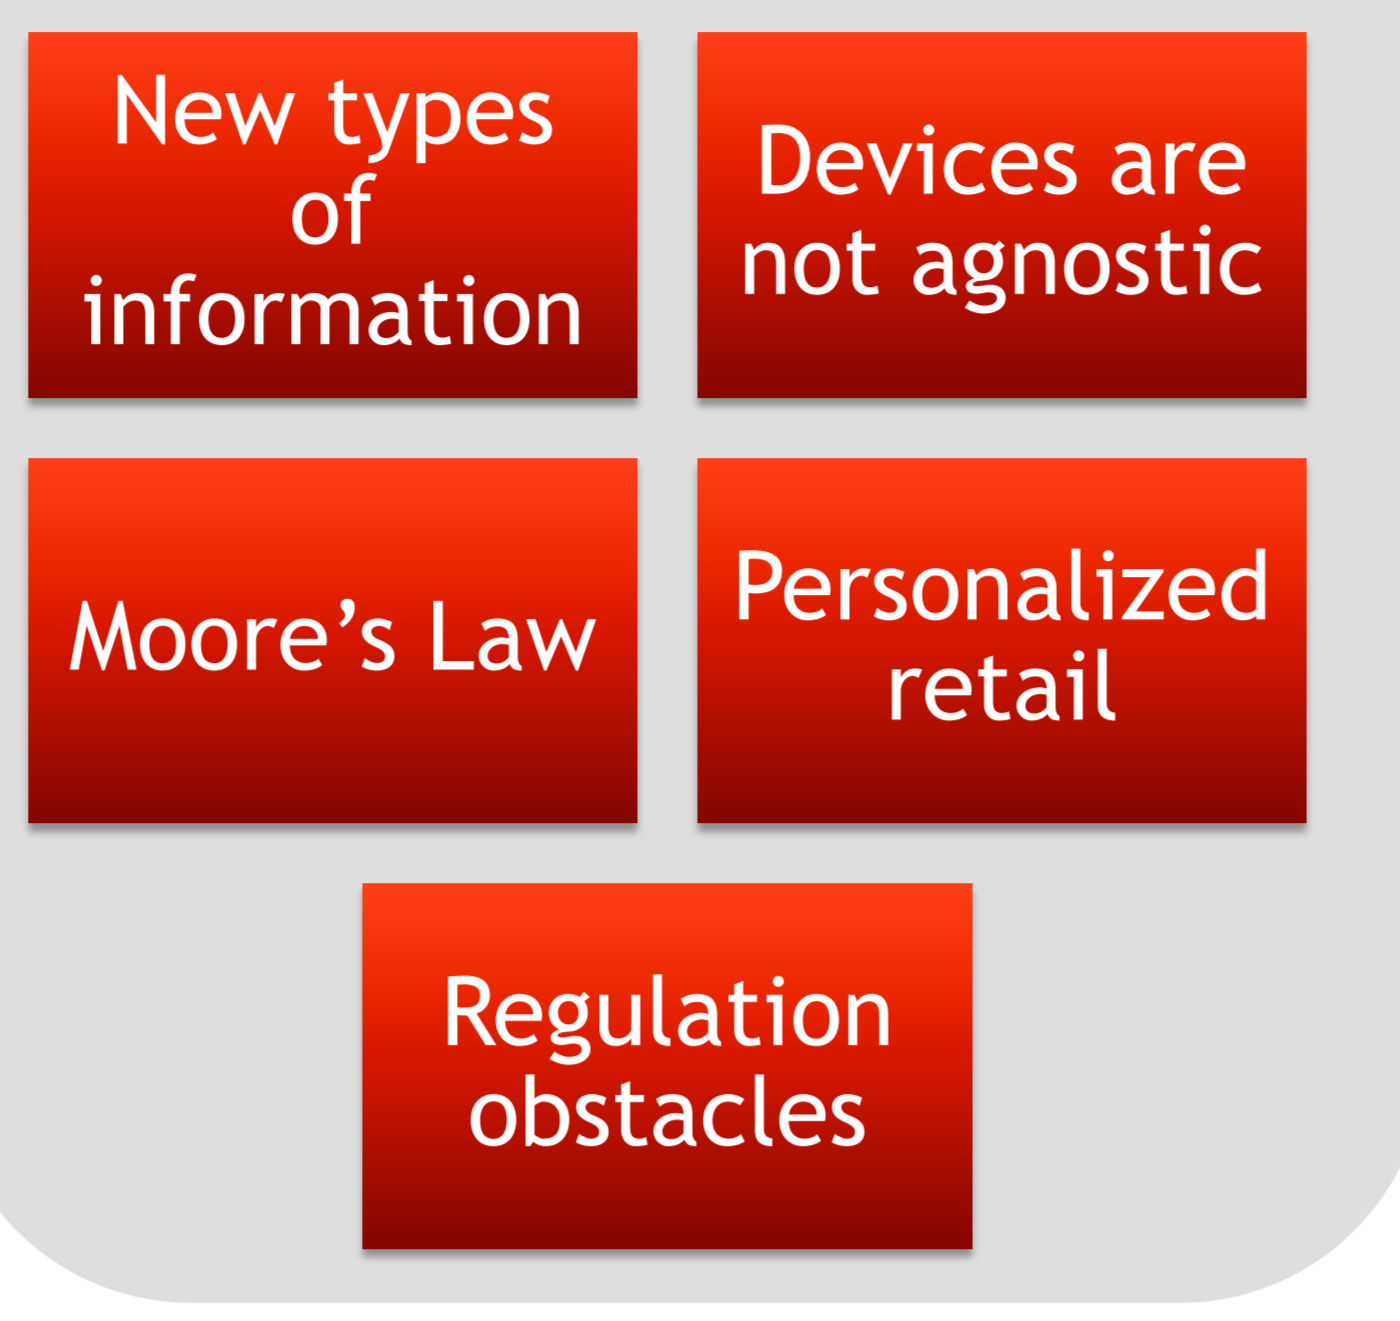 New types
of
information
Devices are
not agnostic
Moore’s Law
Personalized
retail
Regulation
obstacles